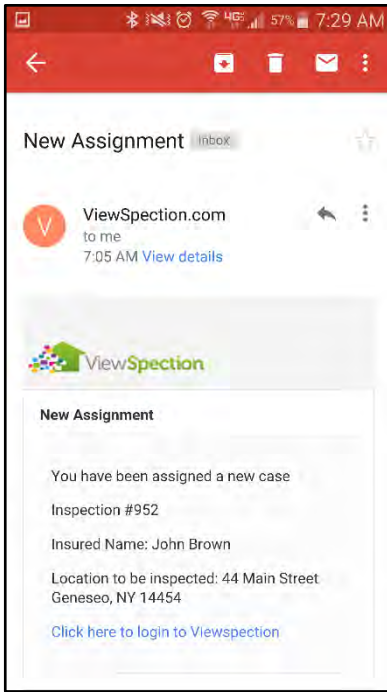 4G 57% 7:29 AM
New Assignment Inbox
V ViewSpection.com
to me
7:05 AM View details
ViewSpection
New Assignment
You have been assigned a new case
Inspection #952
Insured Name: John Brown
Location to be inspected: 44 Main Street
Geneseo, NY 14454
Click here to login to Viewspection